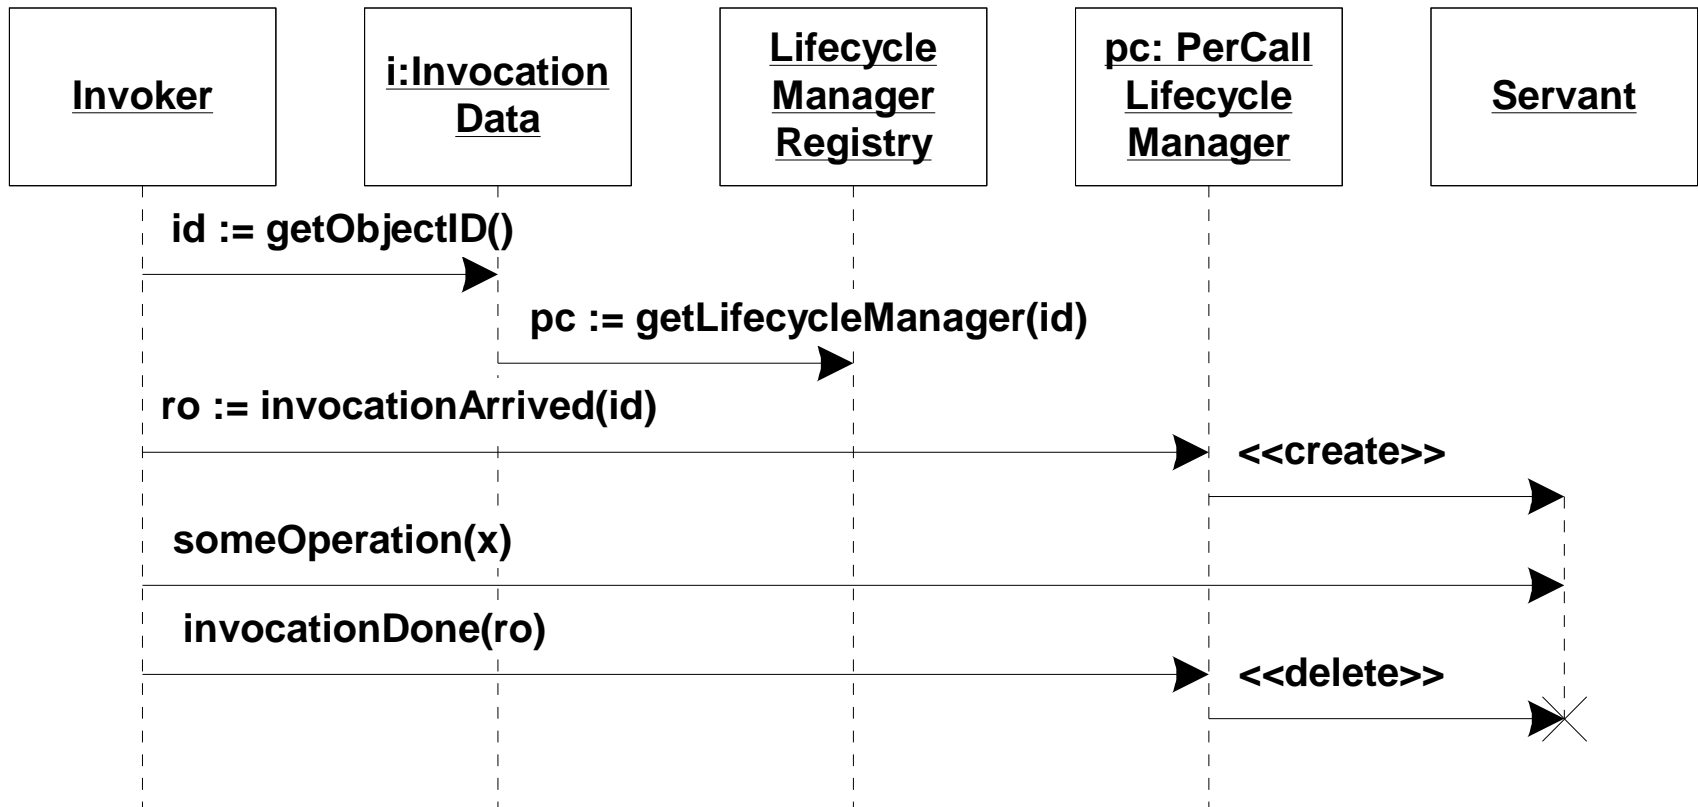 Invoker
i:Invocation
Data
Lifecycle
Manager
Registry
pc: PerCall
Lifecycle
Manager
Servant
id := getObjectID()
pc := getLifecycleManager(id)
ro := invocationArrived(id)
<<create>>
someOperation(x)
invocationDone(ro)
<<delete>>